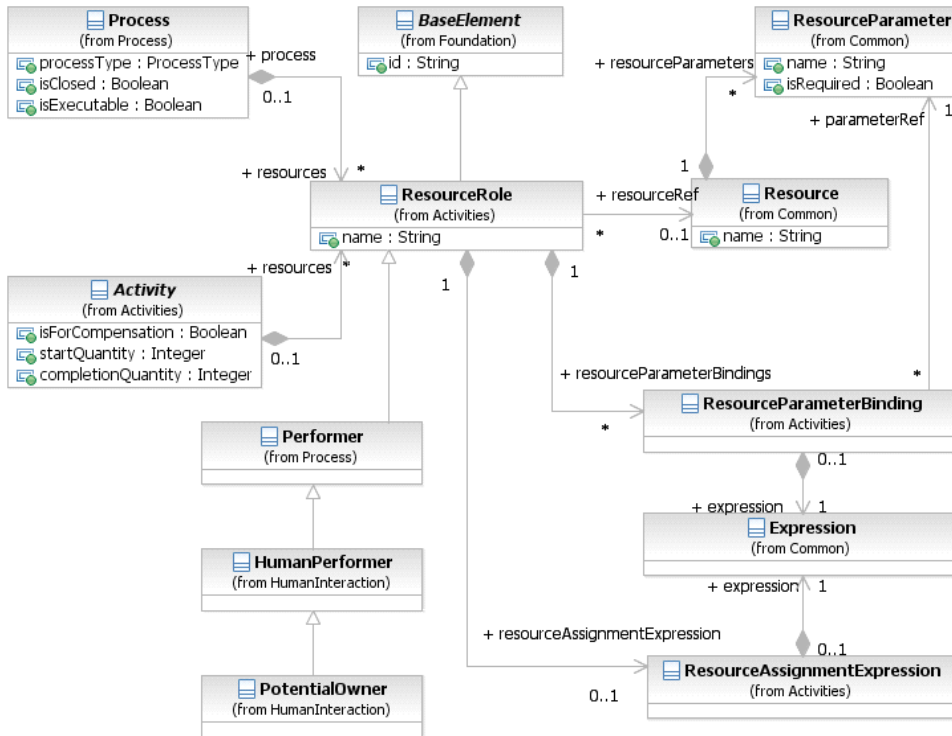 Process
(from Process)
processType : ProcessType
isClosed : Boolean
isExecutable : Boolean
+ process
0..1
BaseElement
(from Foundation)
id : String
ResourceParameter
(from Common)
name : String
isRequired : Boolean
+ resourceParameters
*
+ parameterRef
1
+ resources
*
ResourceRole
(from Activities)
name : String
+ resourceRef
*
0..1
1
Resource
(from Common)
name : String
+ resources
*
1
1
Activity
(from Activities)
isForCompensation : Boolean
startQuantity : Integer
completionQuantity : Integer
0..1
+ resourceParameterBindings
*
*
ResourceParameterBinding
(from Activities)
0..1
Performer
(from Process)
+ expression
1
Expression
(from Common)
HumanPerformer
(from HumanInteraction)
+ expression
1
+ resourceAssignmentExpression
0..1
0..1
ResourceAssignmentExpression
(from Activities)
PotentialOwner
(from HumanInteraction)